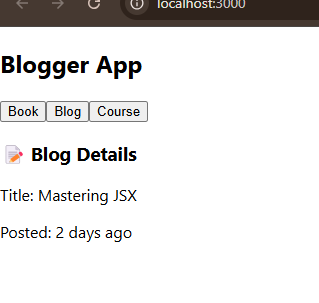 localhost:3000
Blogger App
Book Blog Course
📝 Blog Details
Title: Mastering JSX
Posted: 2 days ago